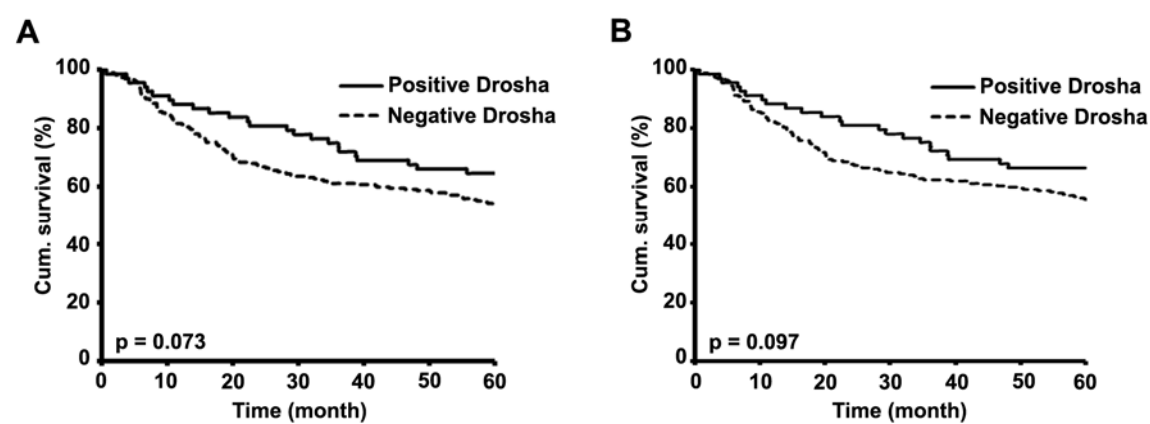 A
Cum. survival (%)
100
80
60
40
20
0
Positive Drosha
Negative Drosha
p = 0.073
0 10 20 30 40 50 60
Time (month)
B
Cum. survival (%)
100
80
60
40
20
0
Positive Drosha
Negative Drosha
p = 0.097
0 10 20 30 40 50 60
Time (month)